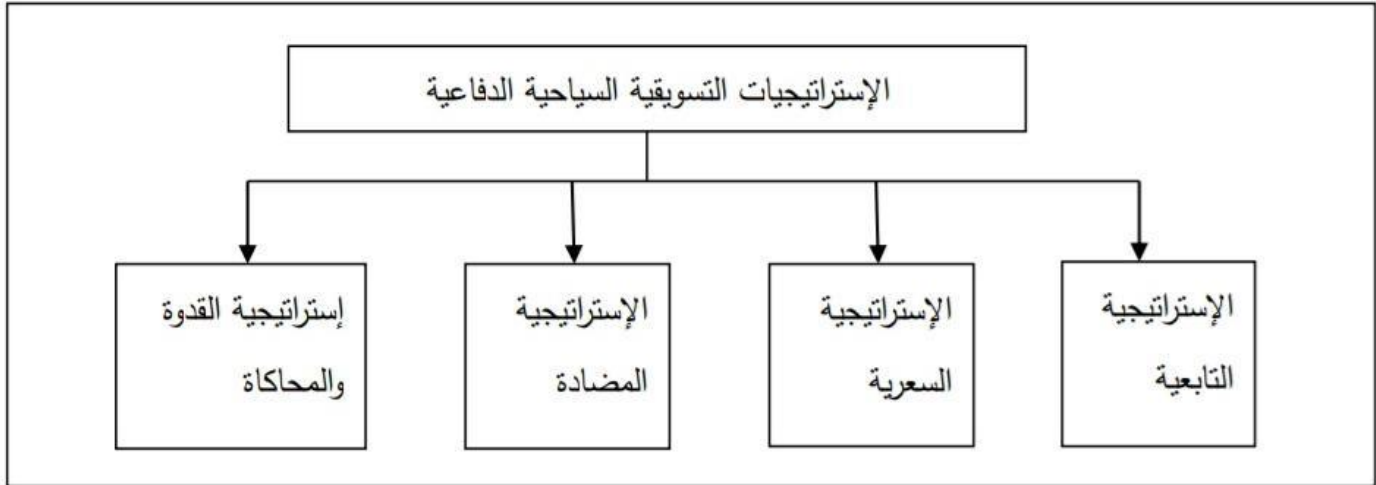 الإستراتيجيات التسويقية السياحية الدفاعية
الإستراتيجية
التابعية
الإستراتيجية
السعرية
الإستراتيجية
المضادة
إستراتيجية القدوة
والمحاكاة